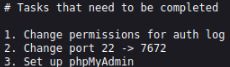 # Tasks that need to be completed
1. Change permissions for auth log
2. Change port 22 -> 7672
3. Set up phpMyAdmin